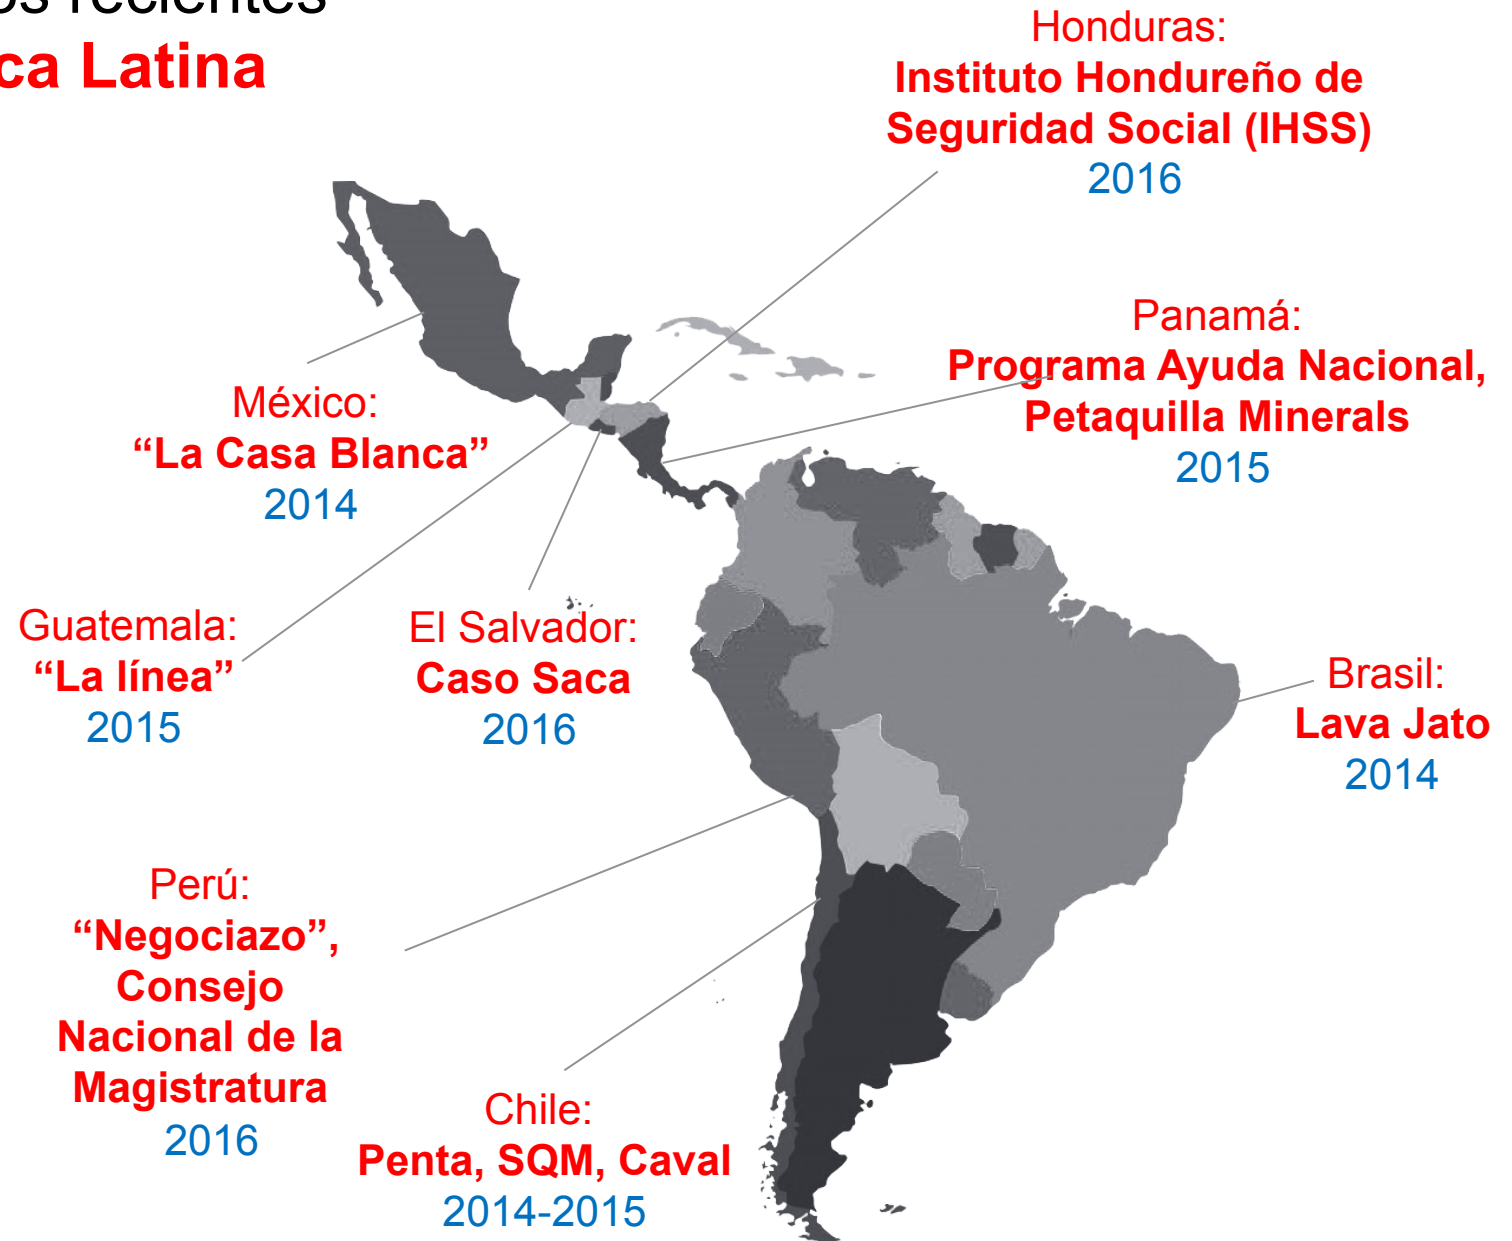 os recientes
ca Latina
Honduras:
Instituto Hondureño de
Seguridad Social (IHSS)
2016
Panamá:
Programa Ayuda Nacional,
Petaquilla Minerals
2015
México:
“La Casa Blanca”
2014
Guatemala:
“La línea”
2015
El Salvador:
Caso Saca
2016
Brasil:
Lava Jato
2014
Perú:
“Negociazo”,
Consejo
Nacional de la
Magistratura
2016
Chile:
Penta, SQM, Caval
2014-2015